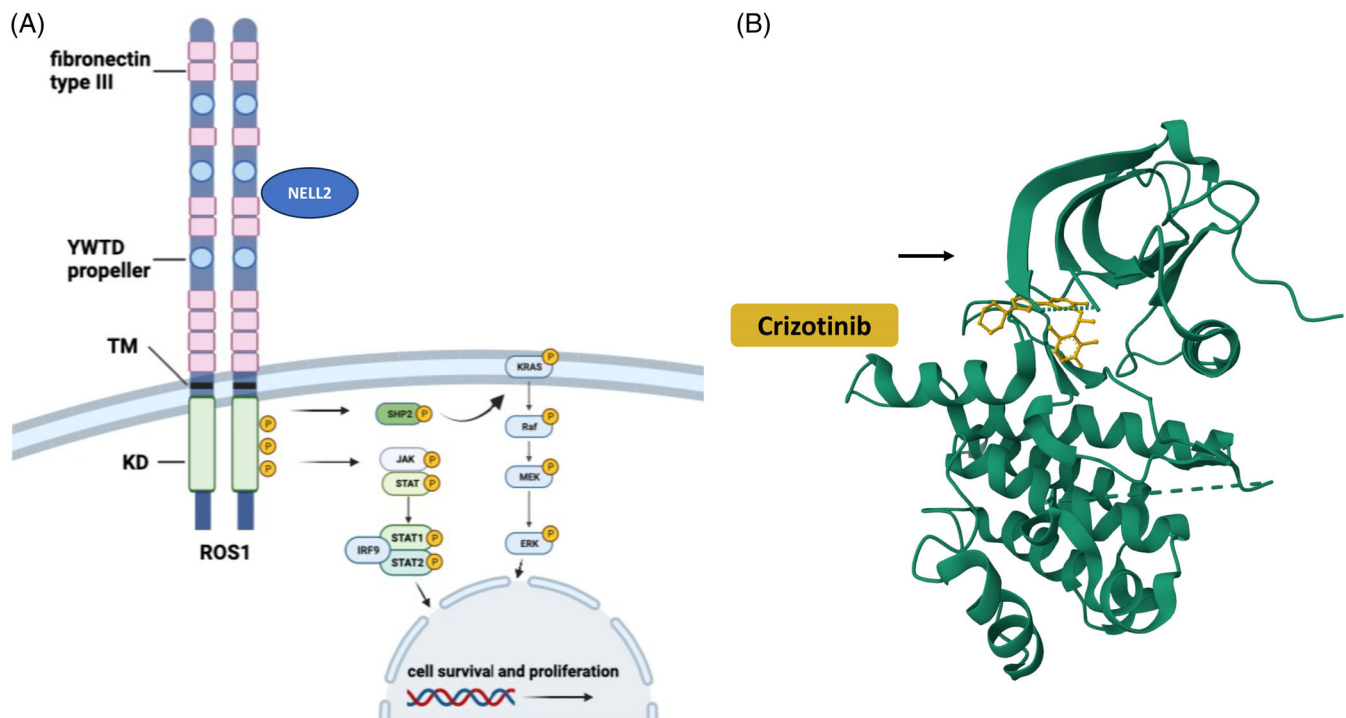 (A)
fibronectin
type III
NELL2
YWTD
propeller
TM
KD
ROS1
KRAS
P
SHP2
P
Raf
P
JAK
P
STAT
P
MEK
P
P
P
P
STAT1
P
IRF9
STAT2
P
ERK
P
cell survival and proliferation
(B)
Crizotinib